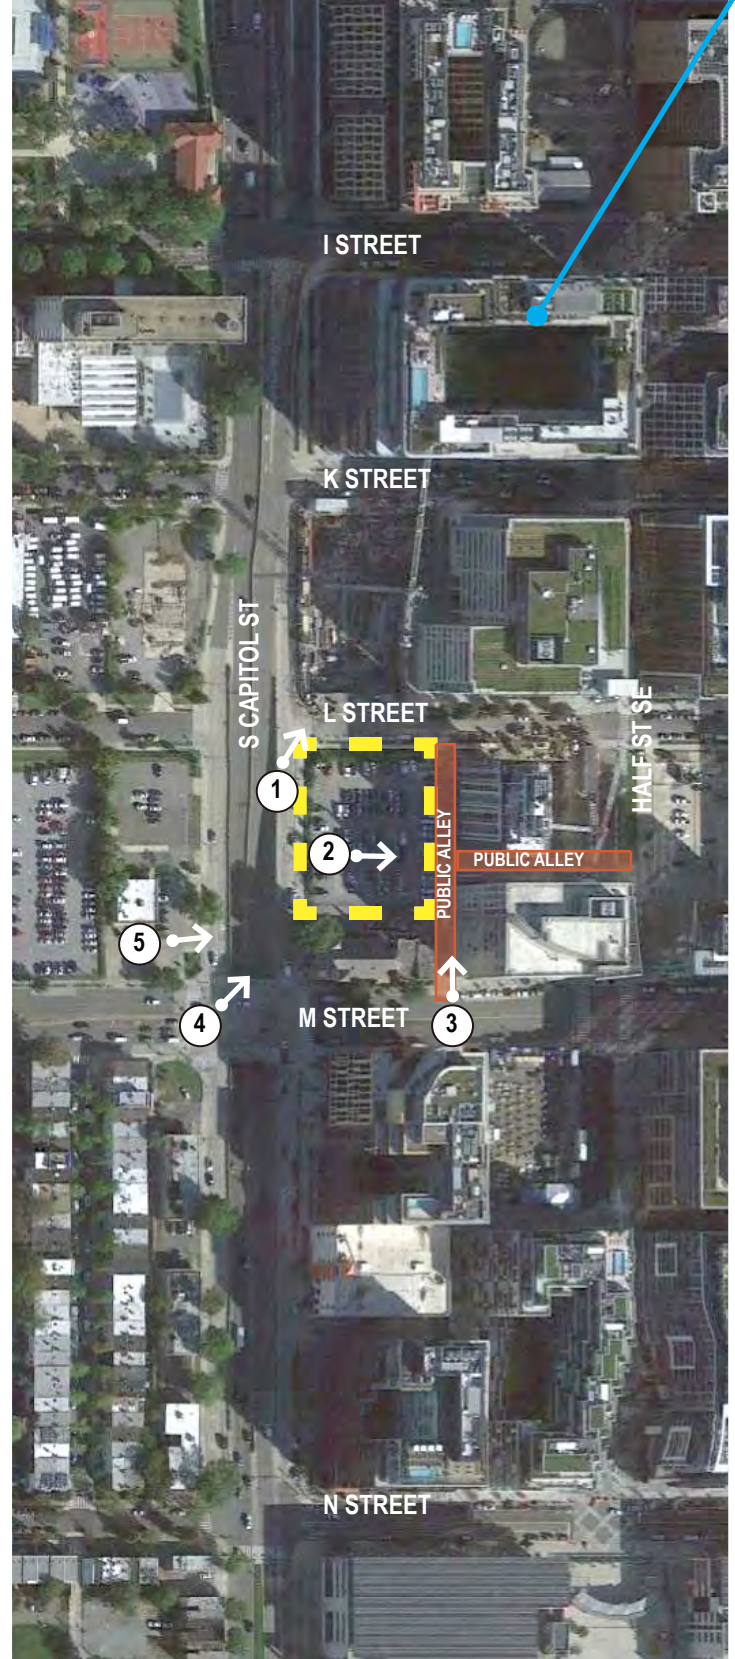 I STREET
K STREET
S CAPITOL ST
L STREET
HALF ST SE
1
2
PUBLIC ALLEY
PUBLIC ALLEY
5
4
M STREET
3
N STREET